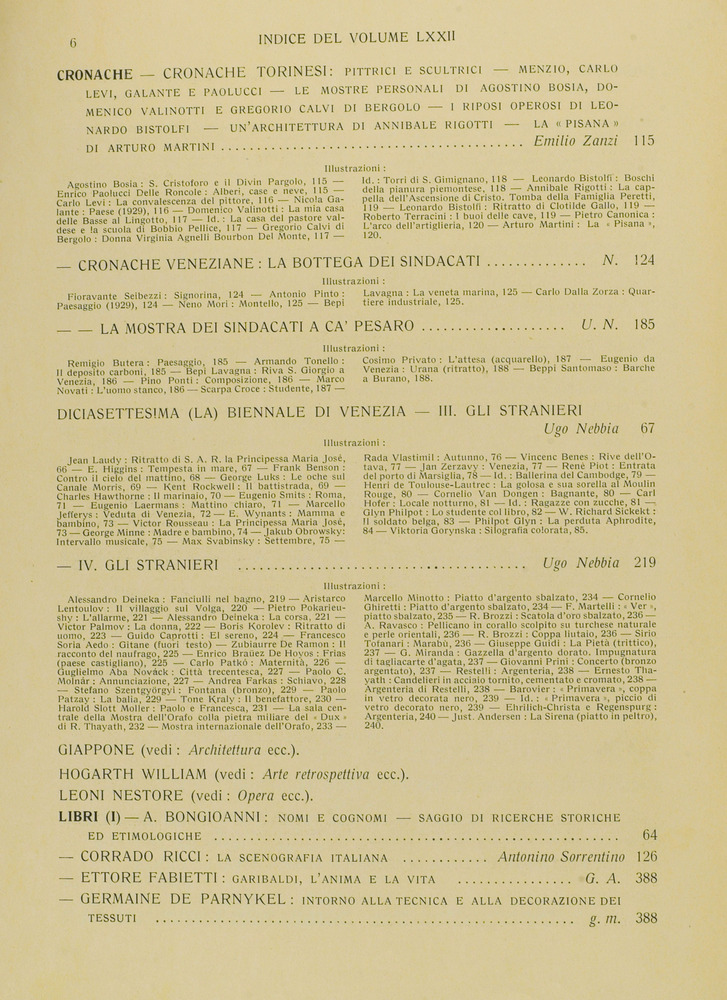 6
INDICE DEL VOLUME LXXII
CRONACHE — CRONACHE TORINESI: PITTRICI E SCULTRICI — MENZIO, CARLO
LEVI, GALANTE E PAOLUCCI — LE MOSTRE PERSONALI DI AGOSTINO BOSIA, DO-
MENICO VALINOTTI E GREGORIO CALVI DI BERGOLO — I RIPOSI OPEROSI DI LEO-
NARDO BISTOLFI — UN'ARCHITETTURA DI ANNIBALE RIGOTTI — LA « PISANA »
DI ARTURO MARTINI . . . . . . . . . . . . . . . . . . . . Emilio Zanzi 115
Illustrazioni :
Agostino Bosia : S. Cristoforo e il Divin Pargolo, 115 —
Enrico Paolucci Delle Roncole : Alberi, case e neve, 115 —
Carlo Levi : La convalescenza del pittore, 116 — Nicola Ga-
lante : Paese (1929), 116 — Domenico Valinotti : La mia casa
delle Basse al Lingotto, 117 — Id. : La casa del pastore val-
dese e la scuola di Bobbio Pellice, 117 — Gregorio Calvi di
Bergolo : Donna Virginia Agnelli Bourbon Del Monte, 117 —
Id. : Torri di S. Gimignano, 118 — Leonardo Bistolfi : Boschi
della pianura piemontese, 118 — Annibale Rigotti : La cap-
pella dell'Ascensione di Cristo. Tomba della Famiglia Peretti,
119 — Leonardo Bistolfi : Ritratto di Clotilde Gallo, 119 —
Roberto Terracini : I buoi delle cave, 119 — Pietro Canonica :
L'arco dell'artiglieria, 120 — Arturo Martini : La « Pisana »,
120.
— CRONACHE VENEZIANE : LA BOTTEGA DEI SINDACATI . . . . . . . . . . . . . N. 124
Illustrazioni :
Fioravante Seibezzi : Signorina, 124 — Antonio Pinto :
Paesaggio (1929), 124 — Neno Mori : Montello, 125 — Bepi
Lavagna : La veneta marina, 125 — Carlo Dalla Zorza : Quar-
tiere industriale, 125.
— — LA MOSTRA DEI SINDACATI A CA' PESARO . . . . . . . . . . . . . . . . . . . U. N. 185
Illustrazioni :
Remigio Butera : Paesaggio, 185 — Armando Tonello :
Il deposito carboni, 185 — Bepi Lavagna : Riva S. Giorgio a
Venezia, 186 — Pino Ponti : Composizione, 186 — Marco
Novati : L'uomo stanco, 186 — Scarpa Croce : Studente, 187 —
Cosimo Privato : L'attesa (acquarello), 187 — Eugenio da
Venezia : Urana (ritratto), 188 — Beppi Santomaso : Barche
a Burano, 188.
DICIASETTESIMA (LA) BIENNALE DI VENEZIA — III. GLI STRANIERI
Ugo Nebbia 67
Illustrazioni :
Jean Laudy : Ritratto di S. A. R. la Principessa Maria José,
66 — E. Higgins : Tempesta in mare, 67 — Frank Benson :
Contro il cielo del mattino, 68 — George Luks : Le oche sul
Canale Morris, 69 — Kent Rockwell : Il battistrada, 69 —
Charles Hawthorne : Il marinaio, 70 — Eugenio Smits : Roma,
71 — Eugenio Laermans : Mattino chiaro, 71 — Marcello
Jefferys : Veduta di Venezia, 72 — E. Wynants : Mamma e
bambino, 73 — Victor Rousseau : La Principessa Maria José,
73 — George Minne : Madre e bambino, 74 — Jakub Obrowsky:
Intervallo musicale, 75 — Max Svabinsky : Settembre, 75 —
Rada Vlastimil : Autunno, 76 — Vincenc Benes : Rive dell'O-
tava, 77 — Jan Zerzavy : Venezia, 77 — René Piot : Entrata
del porto di Marsiglia, 78 — Id. : Ballerina del Cambodge, 79 —
Henri de Toulouse-Lautrec : La golosa e sua sorella al Moulin
Rouge, 80 — Cornelio Van Dongen : Bagnante, 80 — Carl
Hofer : Locale notturno, 81 — Id. : Ragazze con zucche, 81 —
Glyn Philpot : Lo studente col libro, 82 — W. Richard Sickekt :
Il soldato belga, 83 — Philpot Glyn : La perduta Aphrodite,
84 — Viktoria Gorynska : Silografia colorata, 85.
— IV. GLI STRANIERI . . . . . . . . . . . . . . . . . . . . . . . . . . . . . . Ugo Nebbia 219
Illustrazioni :
Alessandro Deineka : Fanciulli nel bagno, 219 — Aristarco
Lentoulov : Il villaggio sul Volga, 220 — Pietro Pokarieu-
shy : L'allarme, 221 — Alessandro Deineka : La corsa, 221 —
Victor Palmov : La donna, 222 — Boris Korolev : Ritratto di
uomo, 223 — Guido Caprotti : El sereno, 224 — Francesco
Soria Aedo : Gitane (fuori testo) — Zubiaurre De Ramon : Il
racconto del naufrago, 225 — Enrico Braüez De Hoyos : Frias
(paese castigliano), 225 — Carlo Patkò : Maternità, 226 —
Guglielmo Aba Novàck : Città trecentesca, 227 — Paolo C.
Molnàr : Annunciazione, 227 — Andrea Farkas : Schiavo, 228
— Stefano Szentgyörgyi : Fontana (bronzo), 229 — Paolo
Patzay : La balia, 229 — Tone Kraly : Il benefattore, 230 —
Harold Slott Moller : Paolo e Francesca, 231 — La sala cen-
trale della Mostra dell'Orafo colla pietra miliare del « Dux »
di R. Thayath, 232 — Mostra internazionale dell'Orafo, 233 —
Marcello Minotto : Piatto d'argento sbalzato, 234 — Cornelio
Ghiretti : Piatto d'argento sbalzato, 234 — F. Martelli : « Ver »,
piatto sbalzato, 235 — R. Brozzi : Scatola d'oro sbalzato, 236 —
A. Ravasco : Pellicano in corallo scolpito su turchese naturale
e perle orientali, 236 — R. Brozzi : Coppa liutaio, 236 — Sirio
Tofanari : Marabù, 236 — Giuseppe Guidi : La Pietà (trittico),
237 — G. Miranda : Gazzella d'argento dorato. Impugnatura
di tagliacarte d'agata, 237 — Giovanni Prini : Concerto (bronzo
argentato), 237 — Restelli : Argenteria, 238 — Ernesto Tha-
yath : Candelieri in acciaio tornito, cementato e cromato, 238 —
Argenteria di Restelli, 238 — Barovier : « Primavera », coppa
in vetro decorata nero, 239 — Id. : « Primavera », piccio di
vetro decorato nero, 239 — Ehrilich-Christa e Regenspurg :
Argenteria, 240 — Just. Andersen : La Sirena (piatto in peltro),
240.
GIAPPONE (vedi : Architettura ecc.).
HOGARTH WILLIAM (vedi : Arte retrospettiva ecc.).
LEONI NESTORE (vedi : Opera ecc.).
LIBRI (I) — A. BONGIOANNI : NOMI E COGNOMI — SAGGIO DI RICERCHE STORICHE
ED ETIMOLOGICHE . . . . . . . . . . . . . . . . . . . . . . . . . . . . . . 64
— CORRADO RICCI : LA SCENOGRAFIA ITALIANA . . . . . . . . . . . . Antonino Sorrentino 126
— ETTORE FABIETTI : GARIBALDI, L'ANIMA E LA VITA . . . . . . . . . . . . . . . G. A. 388
— GERMAINE DE PARNYKEL : INTORNO ALLA TECNICA E ALLA DECORAZIONE DEI
TESSUTI . . . . . . . . . . . . . . . . . . . . . . . . . . . . . . g. m. 388